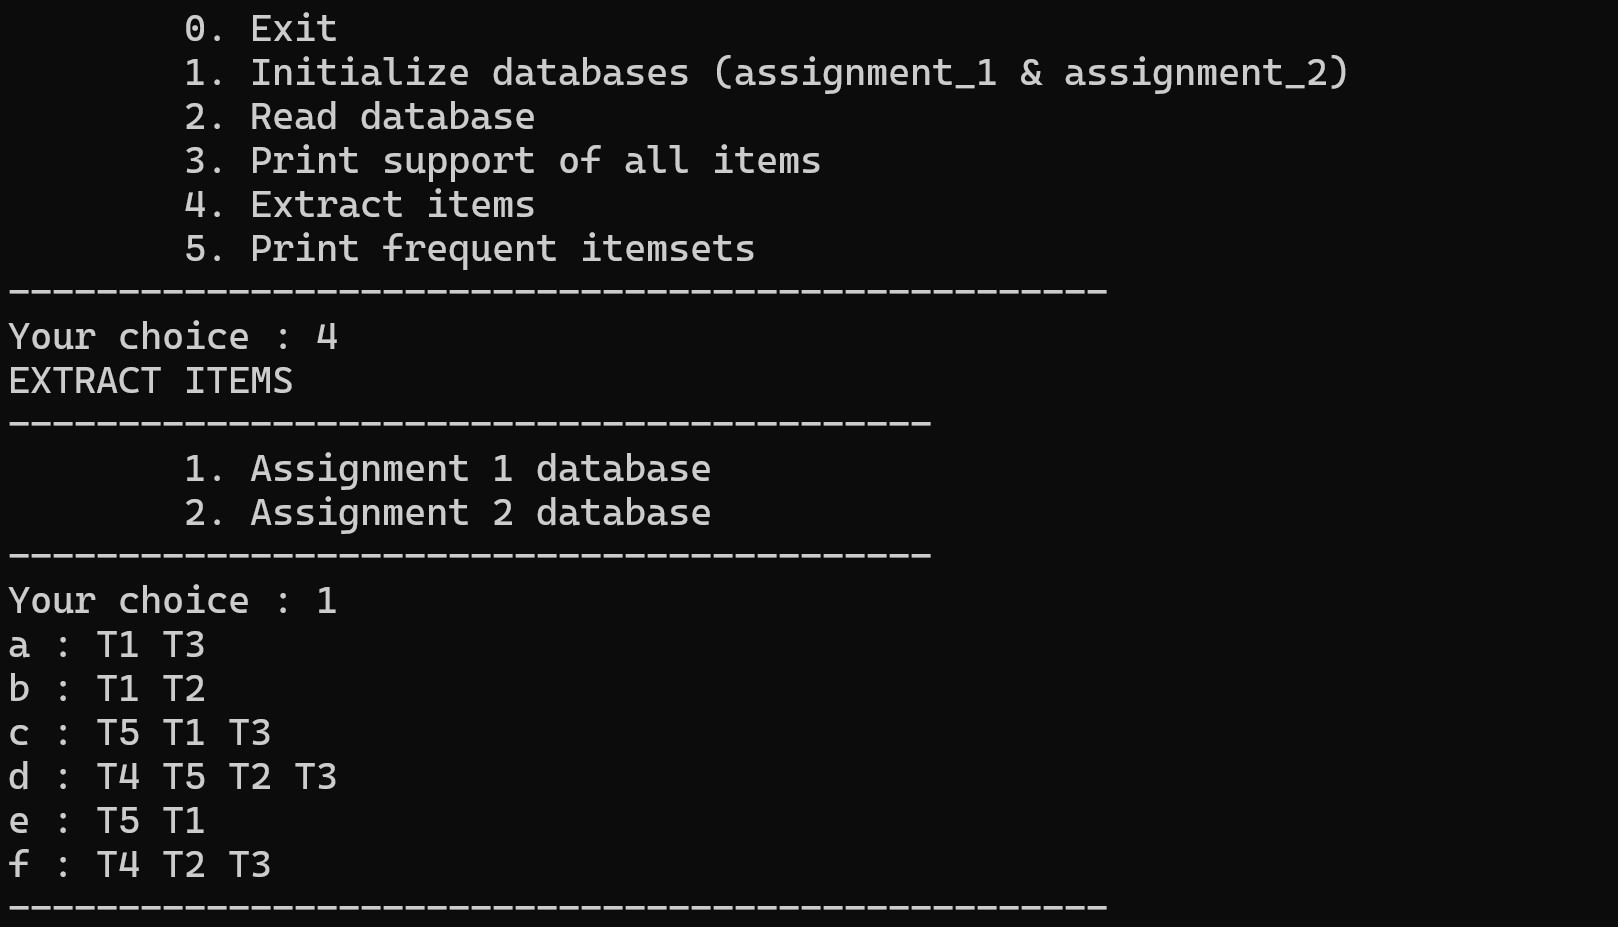 0. Exit
1. Initialize databases (assignment_1 & assignment_2)
2. Read database
3. Print support of all items
4. Extract items
5. Print frequent itemsets
--------------------------------------------------
Your choice : 4
EXTRACT ITEMS
------------------------------------------
1. Assignment 1 database
2. Assignment 2 database
------------------------------------------
Your choice : 1
a : T1 T3
b : T1 T2
c : T5 T1 T3
d : T4 T5 T2 T3
e : T5 T1
f : T4 T2 T3
--------------------------------------------------